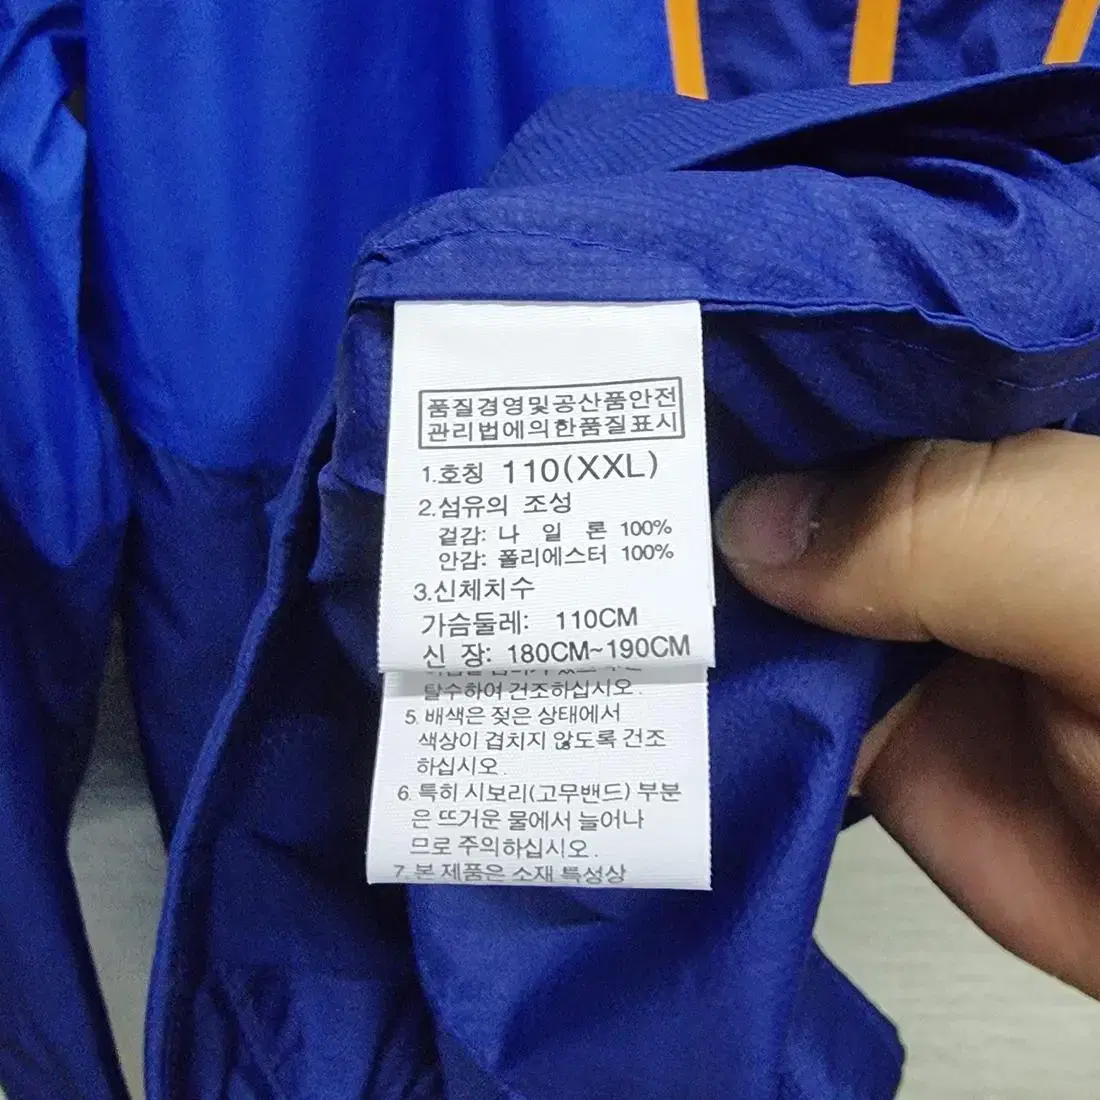 품질경영및공산품안전
관리법에의한품질표시
1.호칭 110(XXL)
2.섬유의 조성
겉감: 나 일 론 100%
안감: 폴리에스터 100%
3.신체치수
가슴둘레: 110CM
신 장: 180CM~190CM
탈수하여 건조하십시오.
5. 배색은 젖은 상태에서
색상이 겹치지 않도록 건조
하십시오.
6. 특히 시보리(고무밴드) 부분
은 뜨거운 물에서 늘어나
므로 주의하십시오.
7. 본 제품은 소재 특성상